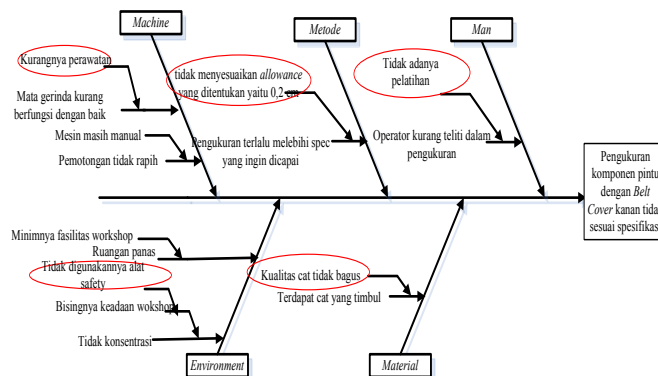 Machine
Metode
Man
Kurangnya perawatan
tidak menyesuaikan allowance
yang ditentukan yaitu 0,2 cm
Tidak adanya
pelatihan
Mata gerinda kurang
berfungsi dengan baik
Mesin masih manual
Pemotongan tidak rapih
Pengukuran terlalu melebihi spec
yang ingin dicapai
Operator kurang teliti dalam
pengukuran
Pengukuran
komponen pintu
dengan Belt
Cover kanan tida
sesuai spesifikas
Minimnya fasilitas workshop
Ruangan panas
Tidak digunakannya alat
safety
Bisingnya keadaan wokshop
Tidak konsentrasi
Kualitas cat tidak bagus
Terdapat cat yang timbul
Environment
Material